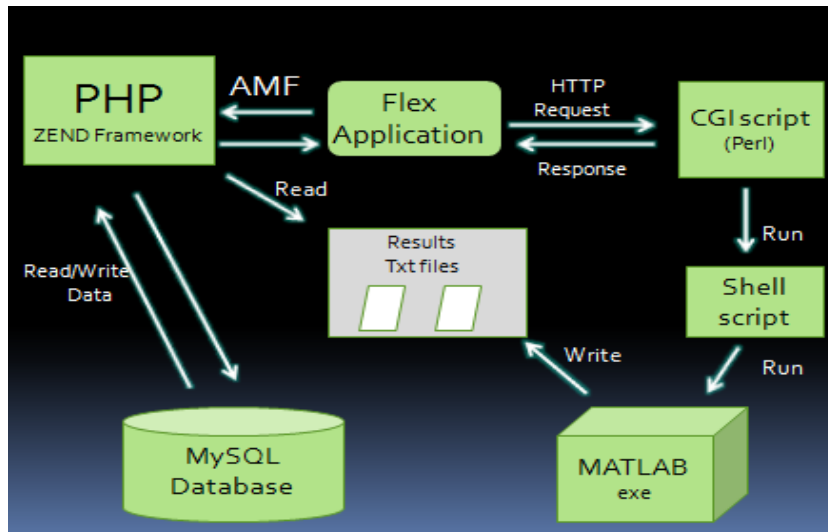 PHP
ZEND Framework
AMF
Flex
Application
HTTP
Request
Response
CGI script
(Perl)
Read
Run
Results
Txt files
Read/Write
Data
Shell
script
Write
Run
MySQL
Database
MATLAB
exe